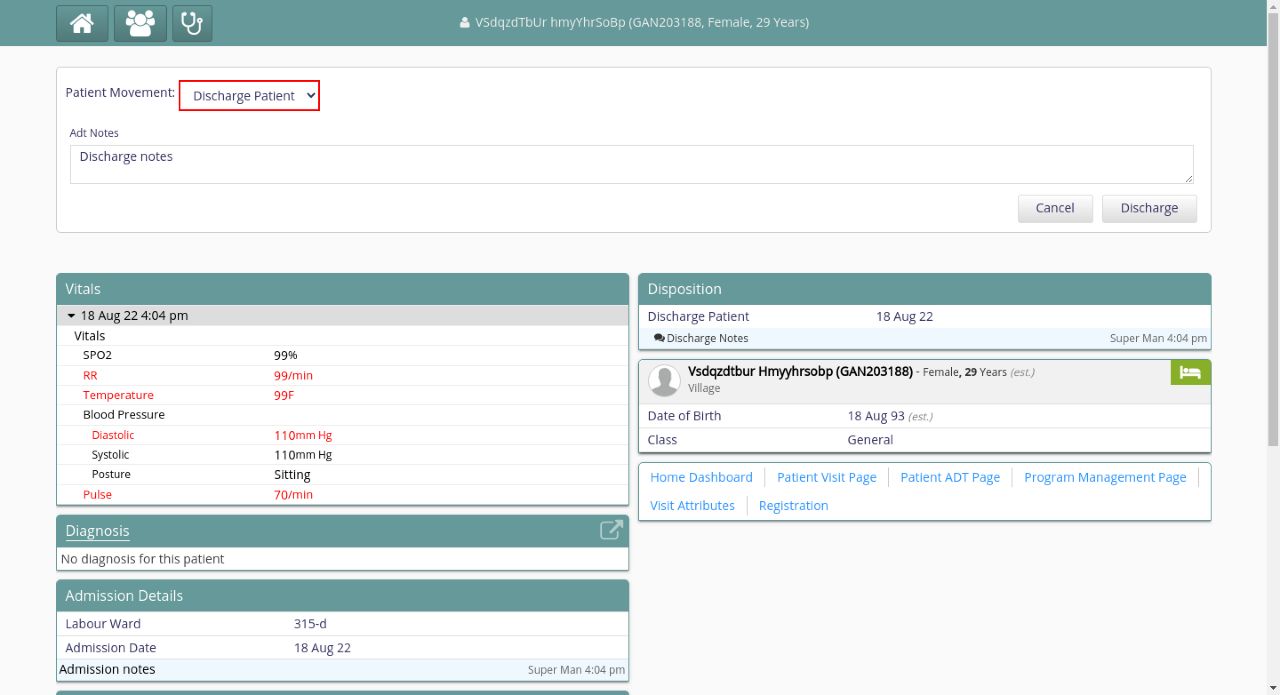 VSdqzdTbUr hmyYhrSoBp (GAN203188, Female, 29 Years)
Patient Movement: Discharge Patient
Adt Notes
Discharge notes
Cancel Discharge
Vitals
18 Aug 22 4:04 pm
Vitals
SPO2 99%
RR 99/min
Temperature 99F
Blood Pressure
Diastolic 110mm Hg
Systolic 110mm Hg
Posture Sitting
Pulse 70/min
Diagnosis
No diagnosis for this patient
Admission Details
Labour Ward 315-d
Admission Date 18 Aug 22
Admission notes Super Man 4:04 pm
Disposition
Discharge Patient 18 Aug 22
Discharge Notes Super Man 4:04 pm
Vsdqzdtbur Hmyyhrsobp (GAN203188) - Female, 29 Years (est.)
Village
Date of Birth 18 Aug 93 (est.)
Class General
Home Dashboard Patient Visit Page Patient ADT Page Program Management Page
Visit Attributes Registration